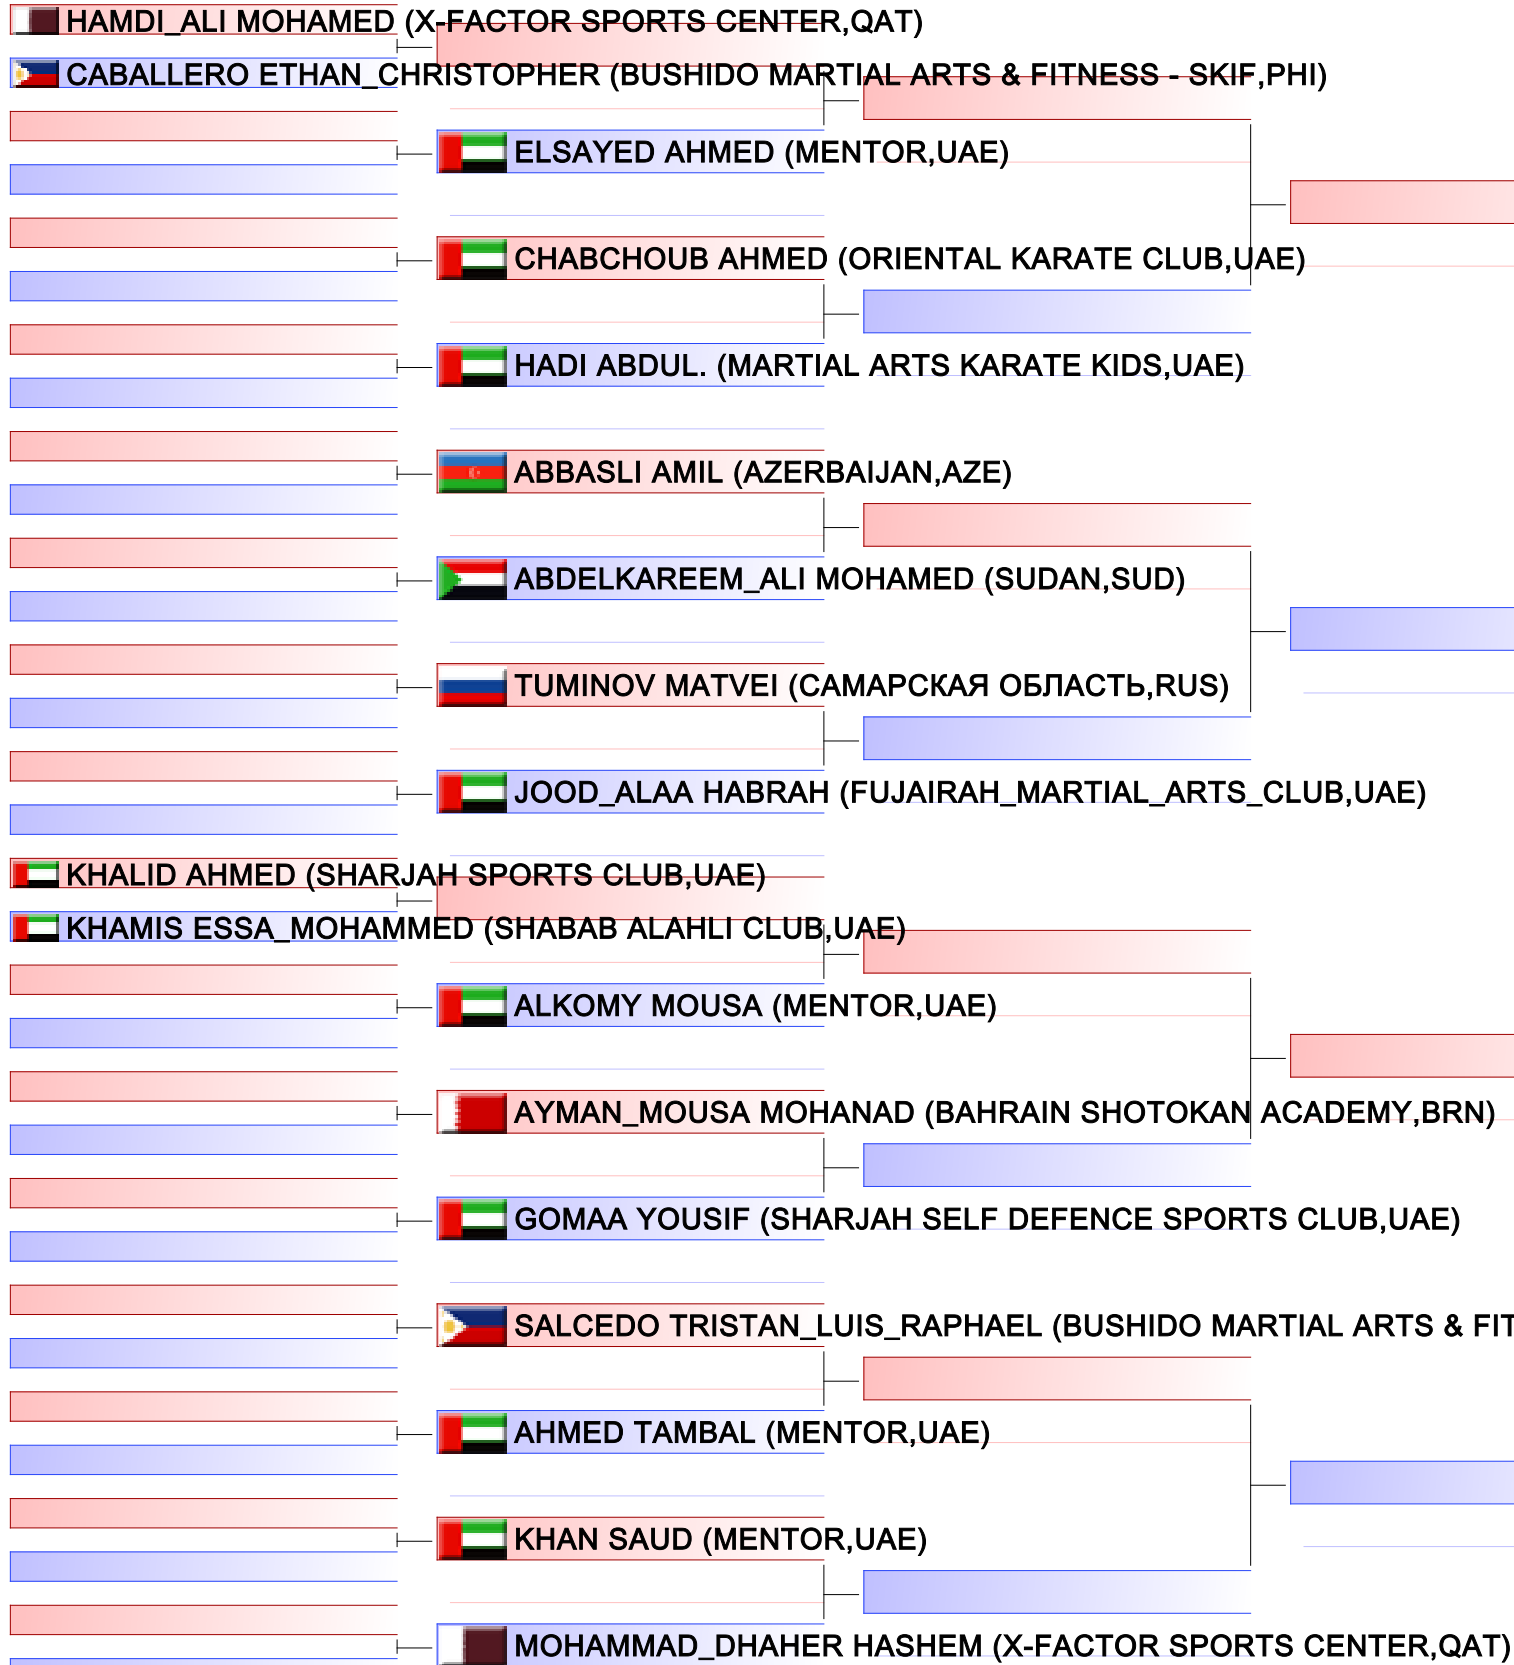 HAMDI_ALI MOHAMED (X-FACTOR SPORTS CENTER,QAT)
CABALLERO ETHAN_CHRISTOPHER (BUSHIDO MARTIAL ARTS & FITNESS - SKIF,PHI)
ELSAYED AHMED (MENTOR,UAE)
CHABCHOUB AHMED (ORIENTAL KARATE CLUB,UAE)
HADI ABDUL. (MARTIAL ARTS KARATE KIDS,UAE)
ABBASLI AMIL (AZERBAIJAN,AZE)
ABDELKAREEM_ALI MOHAMED (SUDAN,SUD)
TUMINOV MATVEI (САМАРСКАЯ ОБЛАСТЬ,RUS)
JOOD_ALAA HABRAH (FUJAIRAH_MARTIAL_ARTS_CLUB,UAE)
KHALID AHMED (SHARJAH SPORTS CLUB,UAE)
KHAMIS ESSA_MOHAMMED (SHABAB ALAHLI CLUB,UAE)
ALKOMY MOUSA (MENTOR,UAE)
AYMAN_MOUSA MOHANAD (BAHRAIN SHOTOKAN ACADEMY,BRN)
GOMAA YOUSIF (SHARJAH SELF DEFENCE SPORTS CLUB,UAE)
SALCEDO TRISTAN_LUIS_RAPHAEL (BUSHIDO MARTIAL ARTS & FIT
AHMED TAMBAL (MENTOR,UAE)
KHAN SAUD (MENTOR,UAE)
MOHAMMAD_DHAHER HASHEM (X-FACTOR SPORTS CENTER,QAT)